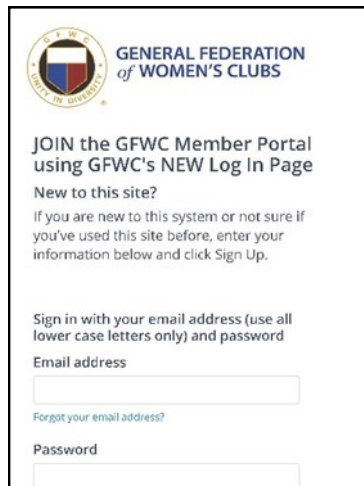 GFWC
UNITY IN DIVERSITY
GENERAL FEDERATION
of WOMEN'S CLUBS
JOIN the GFWC Member Portal
using GFWC's NEW Log In Page
New to this site?
If you are new to this system or not sure if
you've used this site before, enter your
information below and click Sign Up.
Sign in with your email address (use all
lower case letters only) and password
Email address
Forgot your email address?
Password